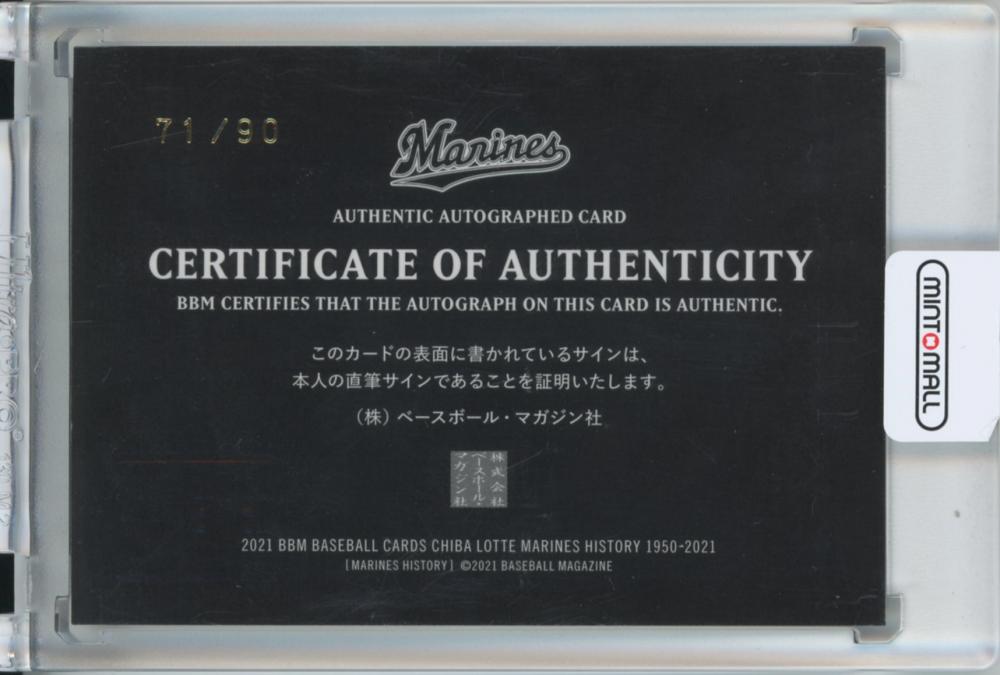 71/90
Marines
AUTHENTIC AUTOGRAPHED CARD
CERTIFICATE OF AUTHENTICITY
BBM CERTIFIES THAT THE AUTOGRAPH ON THIS CARD IS AUTHENTIC.
このカードの表面に書かれているサインは、
本人の直筆サインであることを証明いたします。
（株）ベースボール・マガジン社
株式会社
ベースボール・
マガジン社
2021 BBM BASEBALL CARDS CHIBA LOTTE MARINES HISTORY 1950-2021
[MARINES HISTORY] ©2021 BASEBALL MAGAZINE
MINT MALL